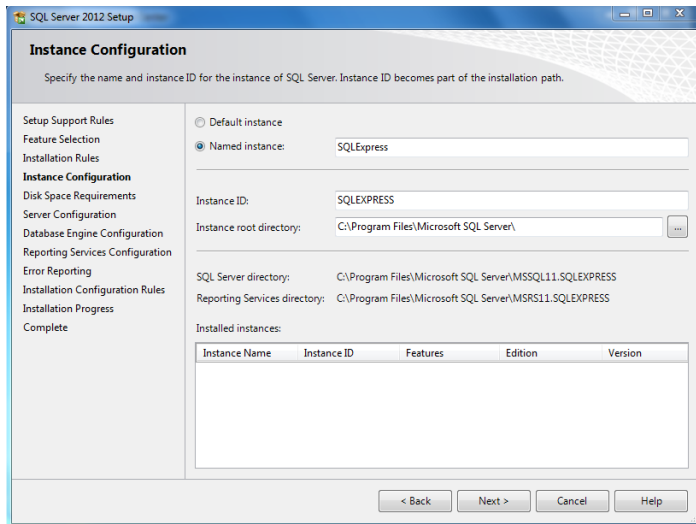 SQL Server 2012 Setup
Instance Configuration
Specify the name and instance ID for the instance of SQL Server. Instance ID becomes part of the installation path.
Setup Support Rules
Feature Selection
Installation Rules
Instance Configuration
Disk Space Requirements
Server Configuration
Database Engine Configuration
Reporting Services Configuration
Error Reporting
Installation Configuration Rules
Installation Progress
Complete
Default instance
Named instance: SQLExpress
Instance ID: SQLEXPRESS
Instance root directory: C:\Program Files\Microsoft SQL Server\ ...
SQL Server directory: C:\Program Files\Microsoft SQL Server\MSSQL11.SQLEXPRESS
Reporting Services directory: C:\Program Files\Microsoft SQL Server\MSRS11.SQLEXPRESS
Installed instances:
Instance Name Instance ID Features Edition Version
< Back Next > Cancel Help